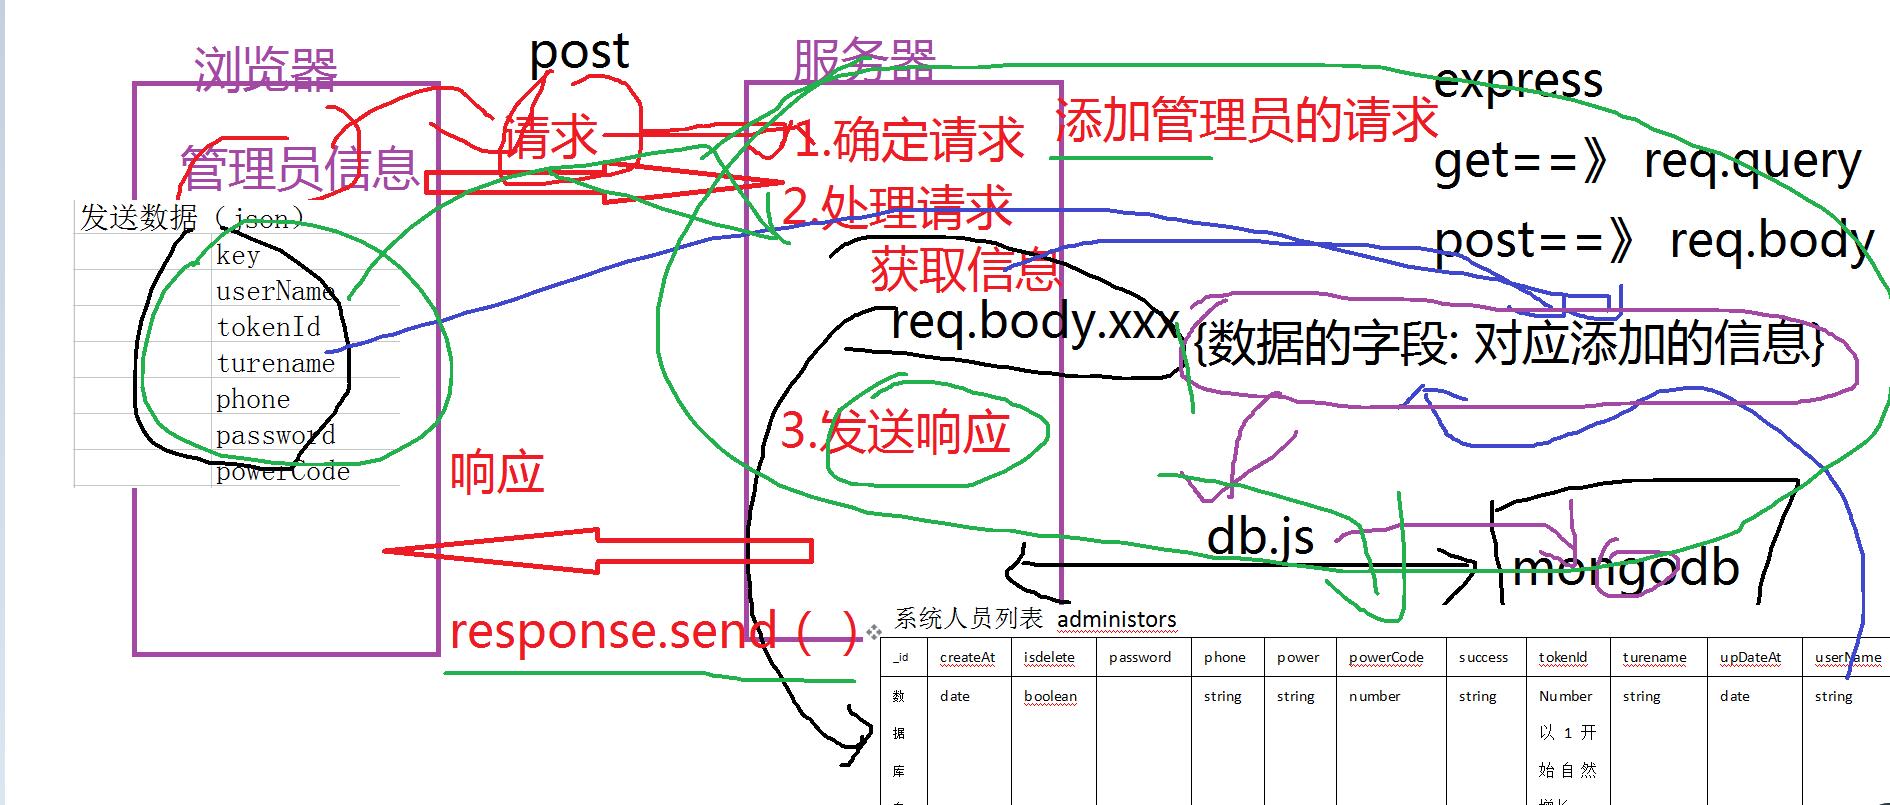 浏览器
post
服务器
express
管理员信息
请求
1.确定请求
添加管理员的请求
get==》 req.query
2.处理请求
post==》 req.body
发送数据（json）
key
userName
tokenId
turename
phone
password
powerCode
获取信息
req.body.xxx
{数据的字段: 对应添加的信息}
3.发送响应
响应
db.js
mongodb
response.send（ ）
系统人员列表 administors
_id createAt isdelete password phone power powerCode success tokenId turename upDateAt userName
数 date boolean string string number string Number string date string
据 以 1 开
库 始自然